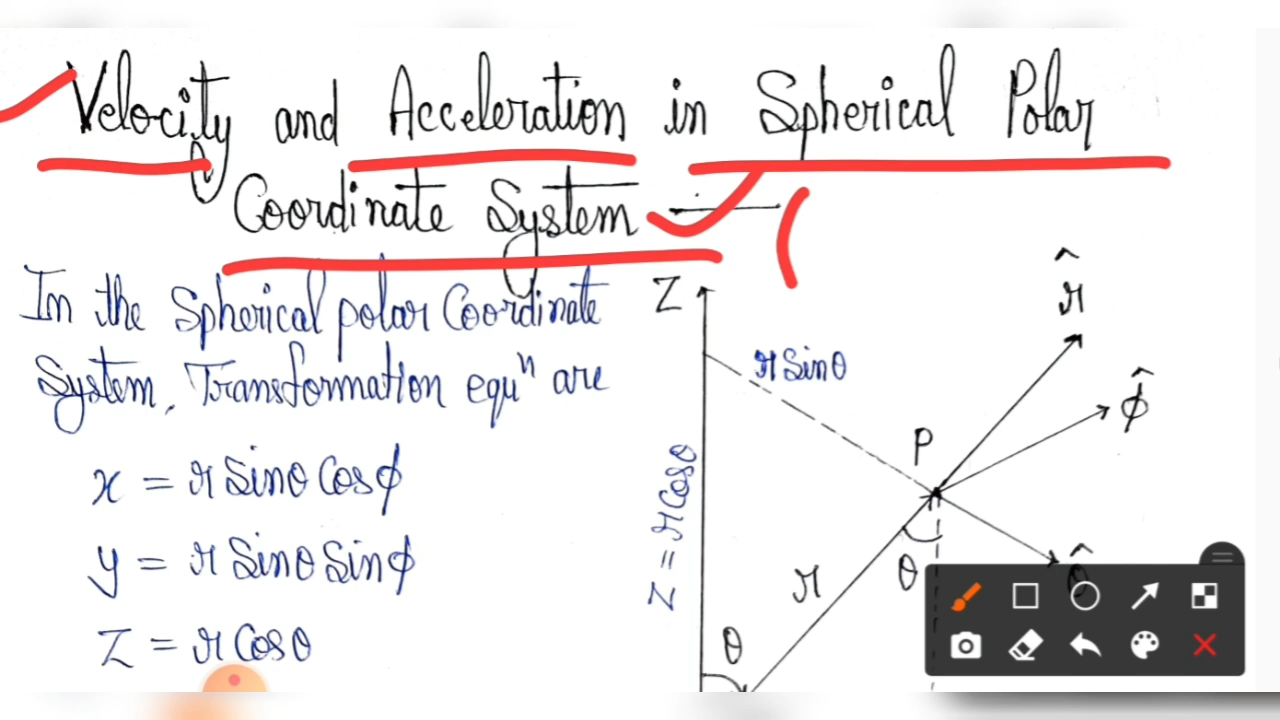 Velocity and Acceleration in Spherical Polar
Coordinate System
In the Spherical polar Coordinate
System, Transformation equⁿ are
x = r Sinθ Cosϕ
y = r Sinθ Sinϕ
Z = r Cosθ
Z
r̂
r Sinθ
ϕ̂
P
Z = r Cosθ
θ̂
θ
r
θ